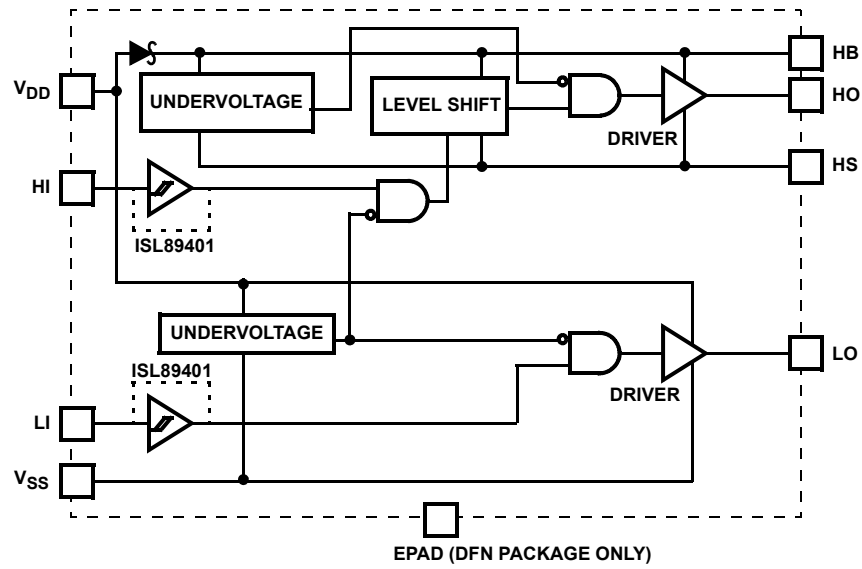 HB
VDD
UNDERVOLTAGE
LEVEL SHIFT
HO
DRIVER
HS
HI
ISL89401
UNDERVOLTAGE
LO
ISL89401
DRIVER
LI
VSS
EPAD (DFN PACKAGE ONLY)